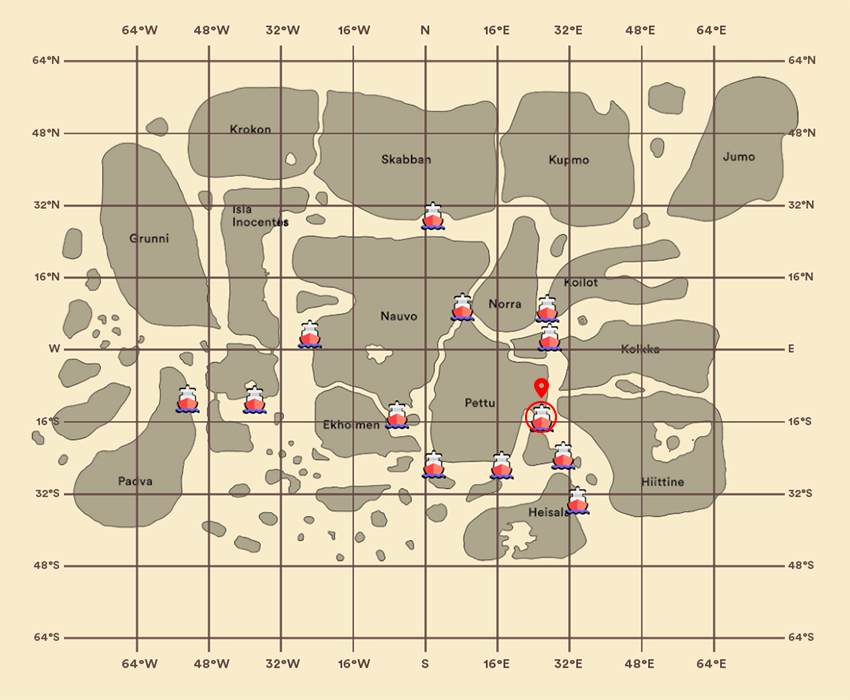 64°W 48°W 32°W 16°W N 16°E 32°E 48°E 64°E
64°N 64°N
Krokon
48°N 48°N
Skabban Kupmo Jumo
32°N 32°N
Isla
Inocentes
Grunni
16°N 16°N
Koilot
Norra
Nauvo
W Kolkka E
Pettu
16°S Ekholmen 16°S
Padva Hiittine
32°S 32°S
Heisala
48°S 48°S
64°S 64°S
64°W 48°W 32°W 16°W S 16°E 32°E 48°E 64°E